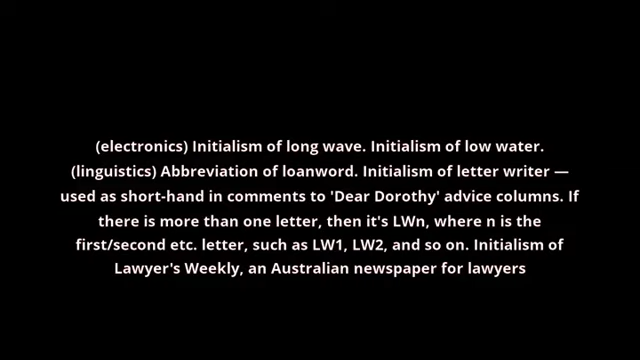 (electronics) Initialism of long wave. Initialism of low water.
(linguistics) Abbreviation of loanword. Initialism of letter writer —
used as short-hand in comments to 'Dear Dorothy' advice columns. If
there is more than one letter, then it's LWn, where n is the
first/second etc. letter, such as LW1, LW2, and so on. Initialism of
Lawyer's Weekly, an Australian newspaper for lawyers